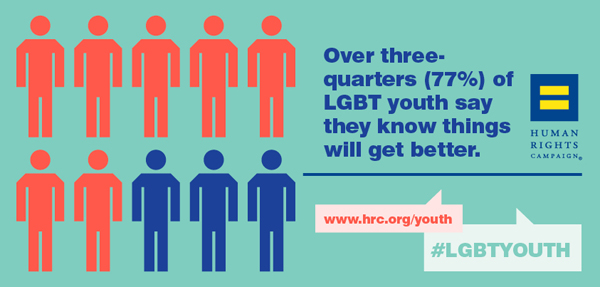 Over three-
quarters (77%) of
LGBT youth say
they know things
will get better.
HUMAN
RIGHTS
CAMPAIGN®
www.hrc.org/youth
#LGBTYOUTH